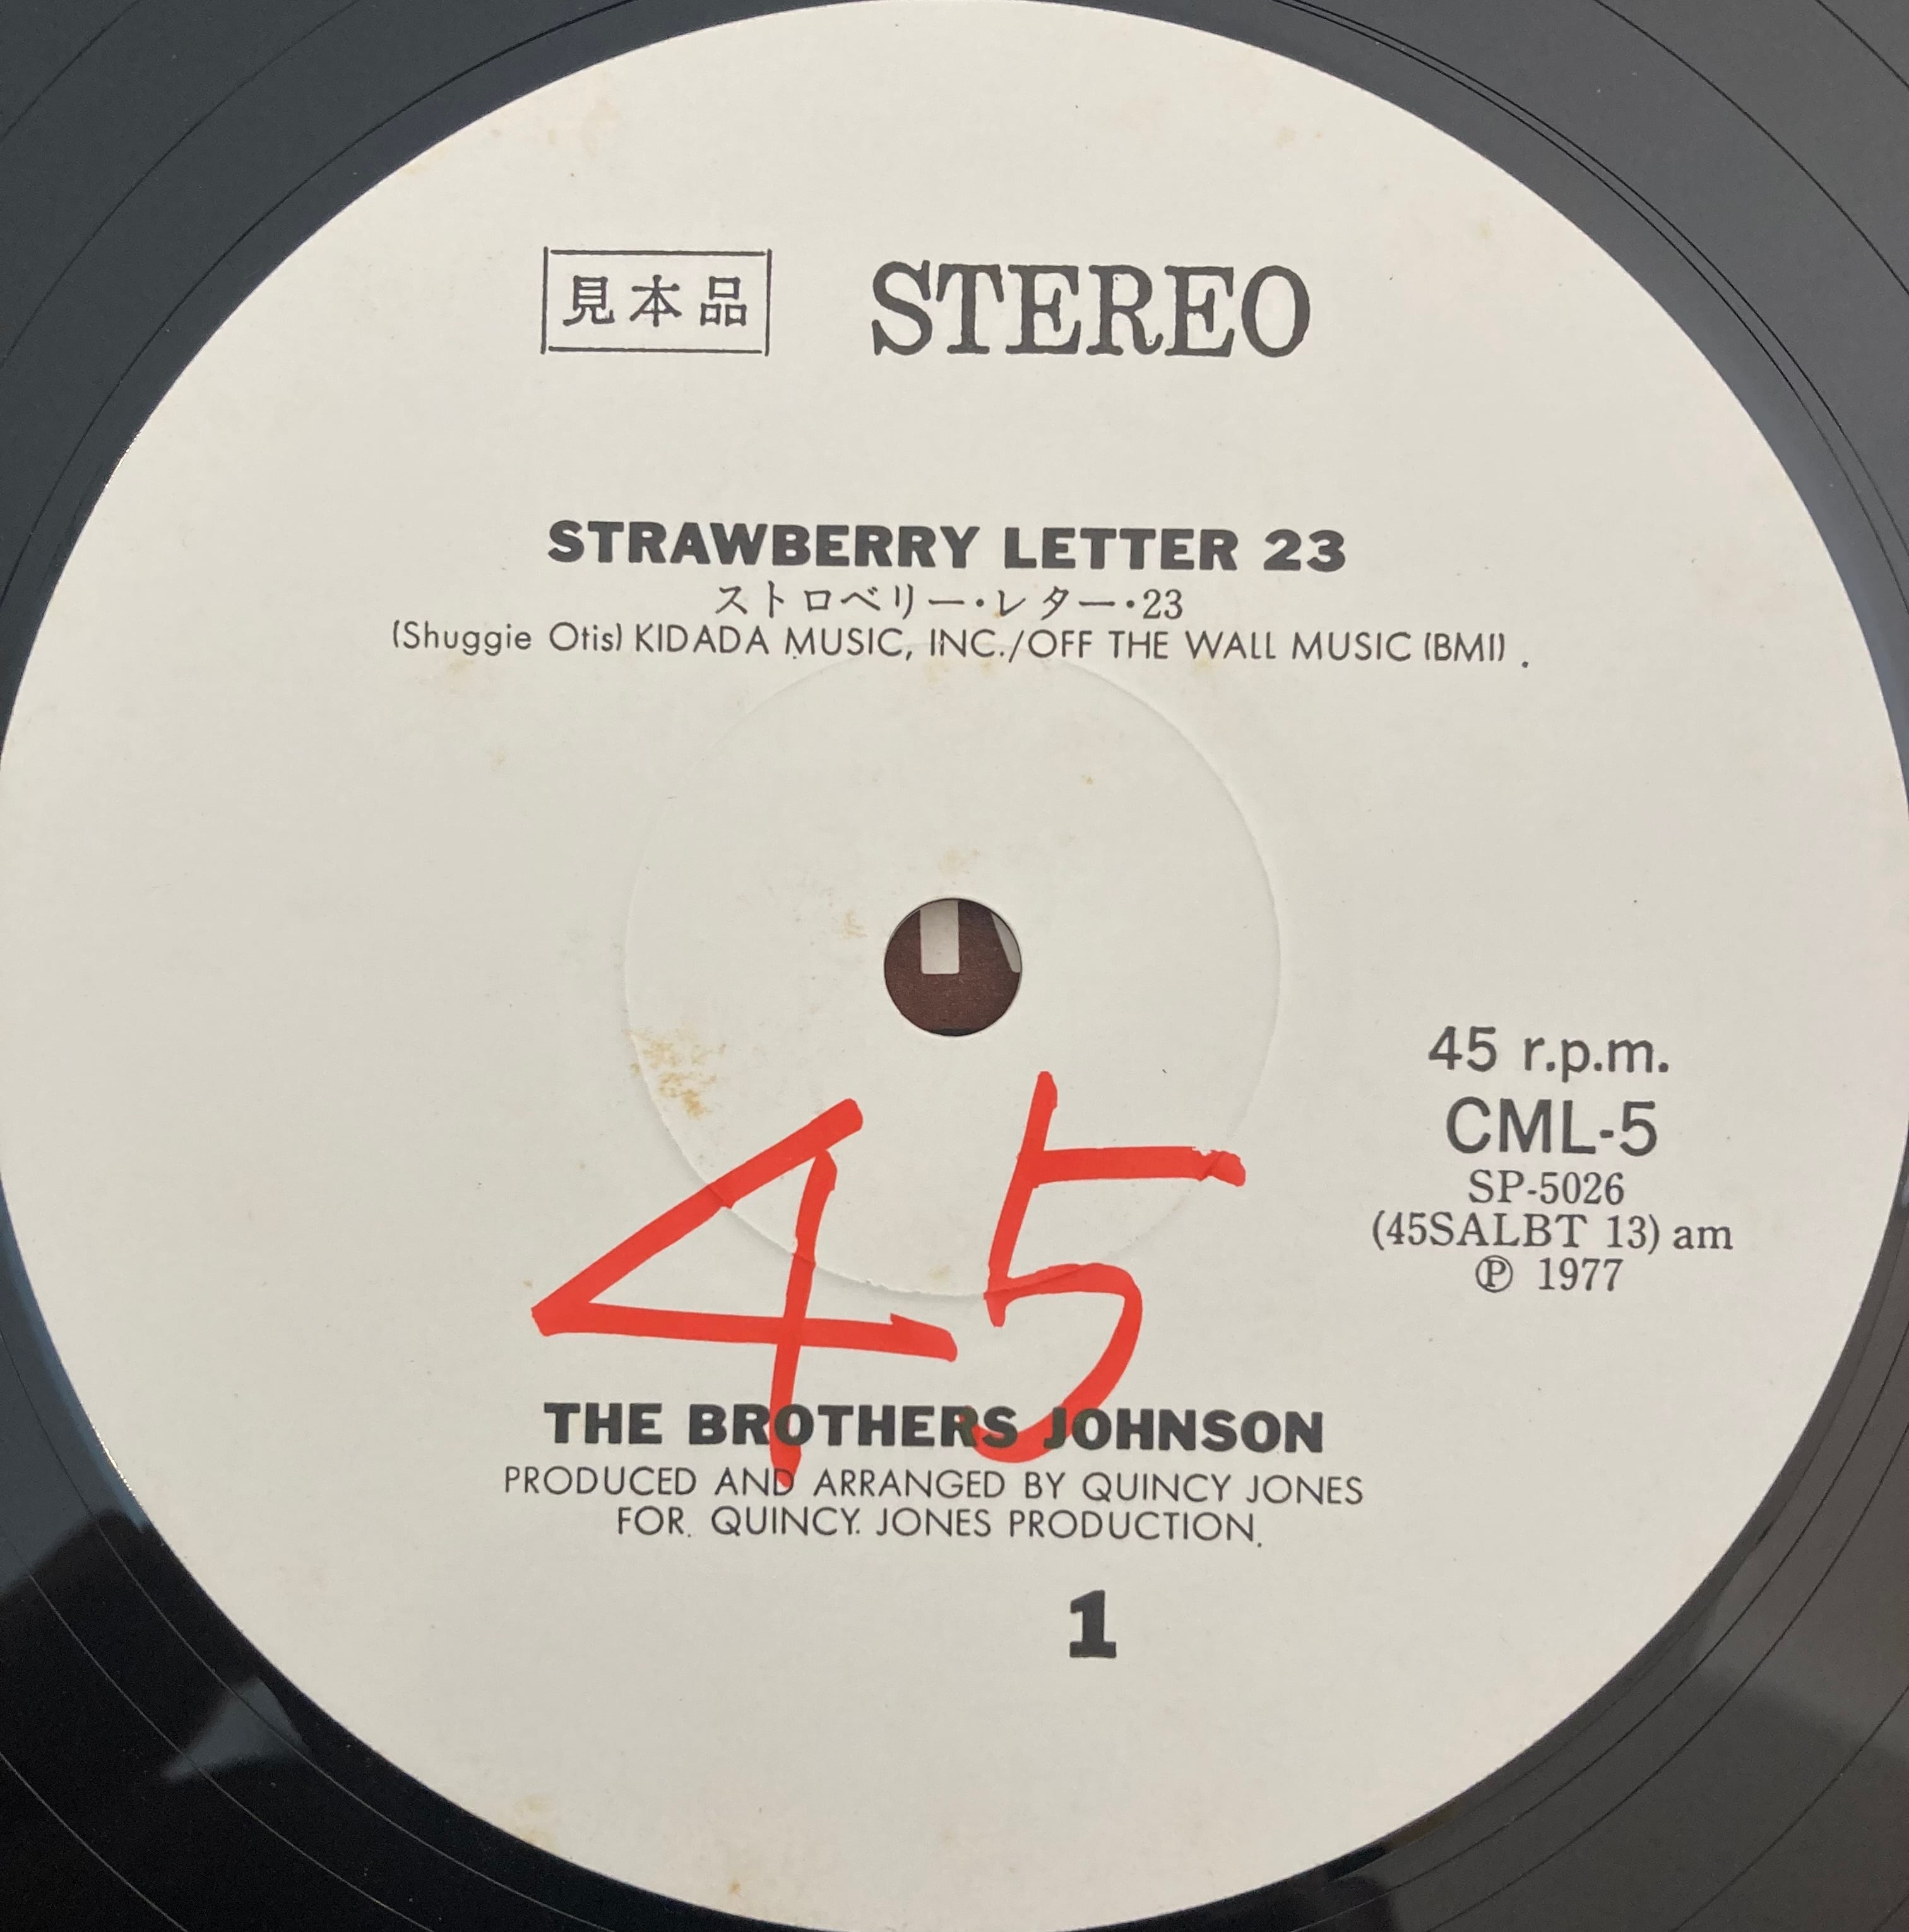 見本品 STEREO
STRAWBERRY LETTER 23
ストロベリー・レター・23
(Shuggie Otis) KIDADA MUSIC, INC./OFF THE WALL MUSIC (BMI) .
45 r.p.m.
CML-5
SP-5026
(45SALBT 13) am
Ⓟ 1977
45
THE BROTHERS JOHNSON
PRODUCED AND ARRANGED BY QUINCY JONES
FOR. QUINCY. JONES PRODUCTION.
1